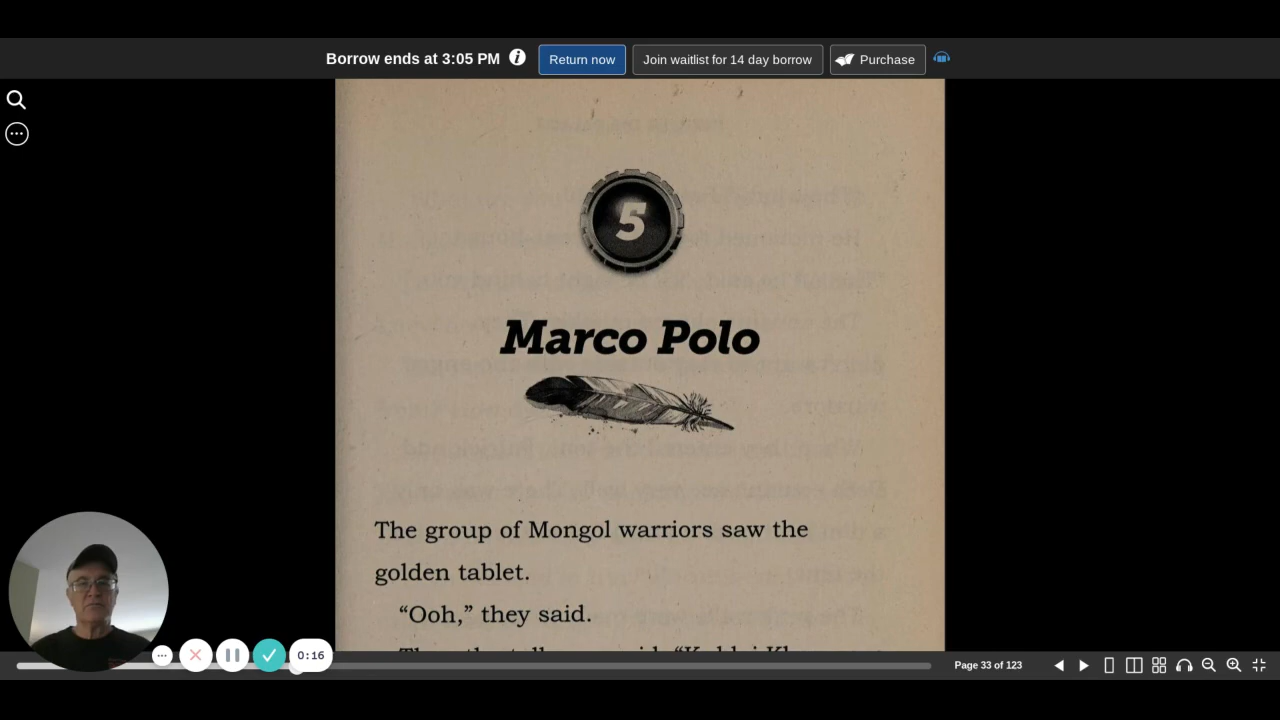 Borrow ends at 3:05 PM
Return now
Join waitlist for 14 day borrow
Purchase
5
Marco Polo
The group of Mongol warriors saw the
golden tablet.
“Ooh,” they said.
0:16
Page 33 of 123